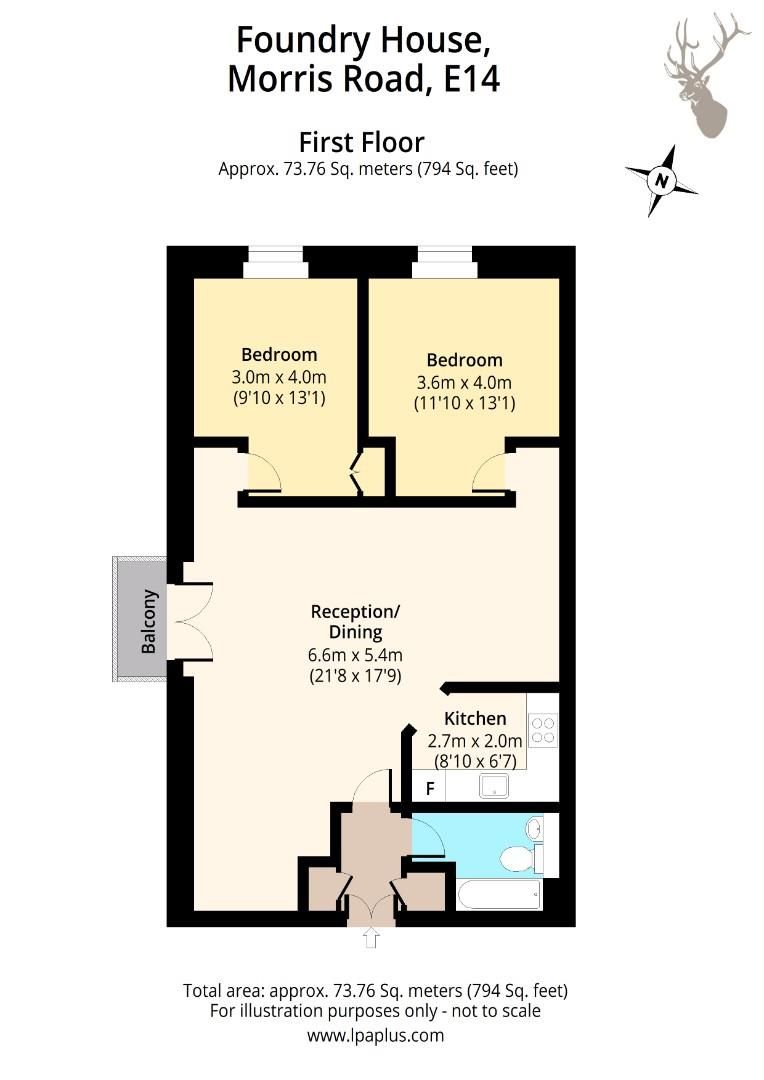 Foundry House,
Morris Road, E14
First Floor
Approx. 73.76 Sq. meters (794 Sq. feet)
N
Bedroom
3.0m x 4.0m
(9'10 x 13'1)
Bedroom
3.6m x 4.0m
(11'10 x 13'1)
Balcony
Reception/
Dining
6.6m x 5.4m
(21'8 x 17'9)
Kitchen
2.7m x 2.0m
(8'10 x 6'7)
F
Total area: approx. 73.76 Sq. meters (794 Sq. feet)
For illustration purposes only - not to scale
www.lpaplus.com